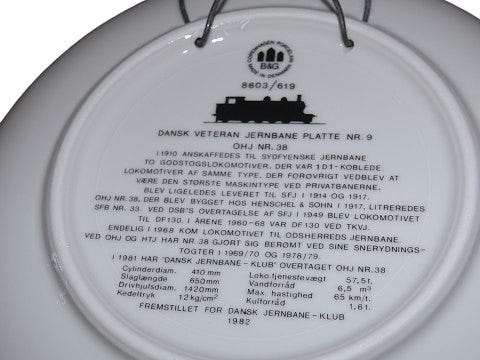 COPENHAGEN PORCELAIN
B&G
MADE IN DENMARK
8603/619
DANSK VETERAN JERNBANE PLATTE NR. 9
OHJ NR. 38
I 1910 ANSKAFFEDES TIL SYDFYENSKE JERNBANE
TO GODSTOGSLOKOMOTIVER, DER VAR 1D1-KOBLEDE
LOKOMOTIVER AF SAMME TYPE, DER FORØVRIGT VEDBLEV AT
VÆRE DEN STØRSTE MASKINTYPE VED PRIVATBANERNE,
BLEV LIGELEDES LEVERET TIL SFJ I 1914 OG 1917.
OHJ NR. 38, DER BLEV BYGGET HOS HENSCHEL & SOHN I 1917, LITREREDES
SFB NR. 33. VED DSB'S OVERTAGELSE AF SFJ I 1949 BLEV LOKOMOTIVET
TIL DF130. I ÅRENE 1960-68 VAR DF130 VED TKVJ.
ENDELIG I 1968 KOM LOKOMOTIVET TIL ODSHERREDS JERNBANE.
VED OHJ OG HTJ HAR NR. 38 GJORT SIG BERØMT VED SINE SNERYDNINGS-
TOGTER I 1969/70 OG 1978/79.
I 1981 HAR 'DANSK JERNBANE-KLUB' OVERTAGET OHJ NR. 38
Cylinderdiam. 410 mm Loko.tjenestevægt 57,5 t.
Slaglængde 650mm Vandforråd 6,5 m³
Drivhjulsdiam. 1420mm Max. hastighed 65 km/t.
Kedeltryk 12 kg/cm² Kulforråd 1,6 t.
FREMSTILLET FOR DANSK JERNBANE-KLUB
1982